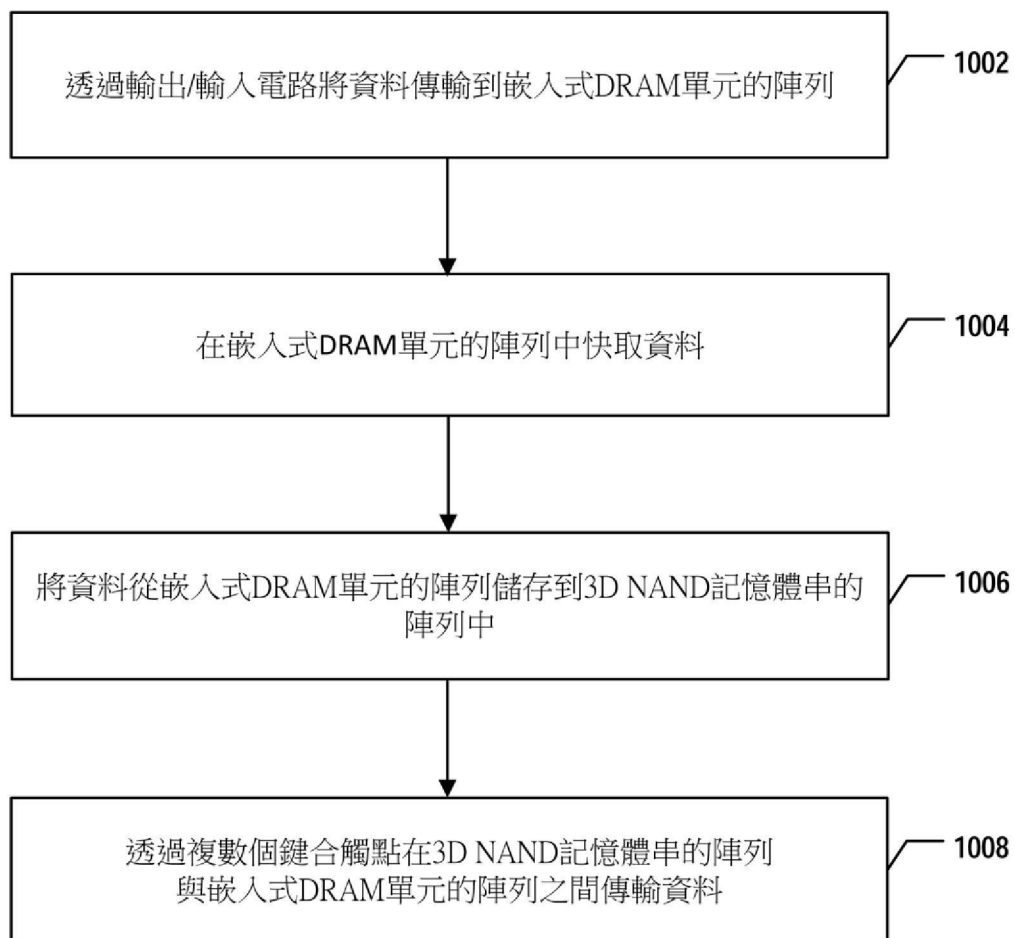 透過輸出/輸入電路將資料傳輸到嵌入式DRAM單元的陣列
1002
在嵌入式DRAM單元的陣列中快取資料
1004
將資料從嵌入式DRAM單元的陣列儲存到3D NAND記憶體串的
陣列中
1006
透過複數個鍵合觸點在3D NAND記憶體串的陣列
與嵌入式DRAM單元的陣列之間傳輸資料
1008